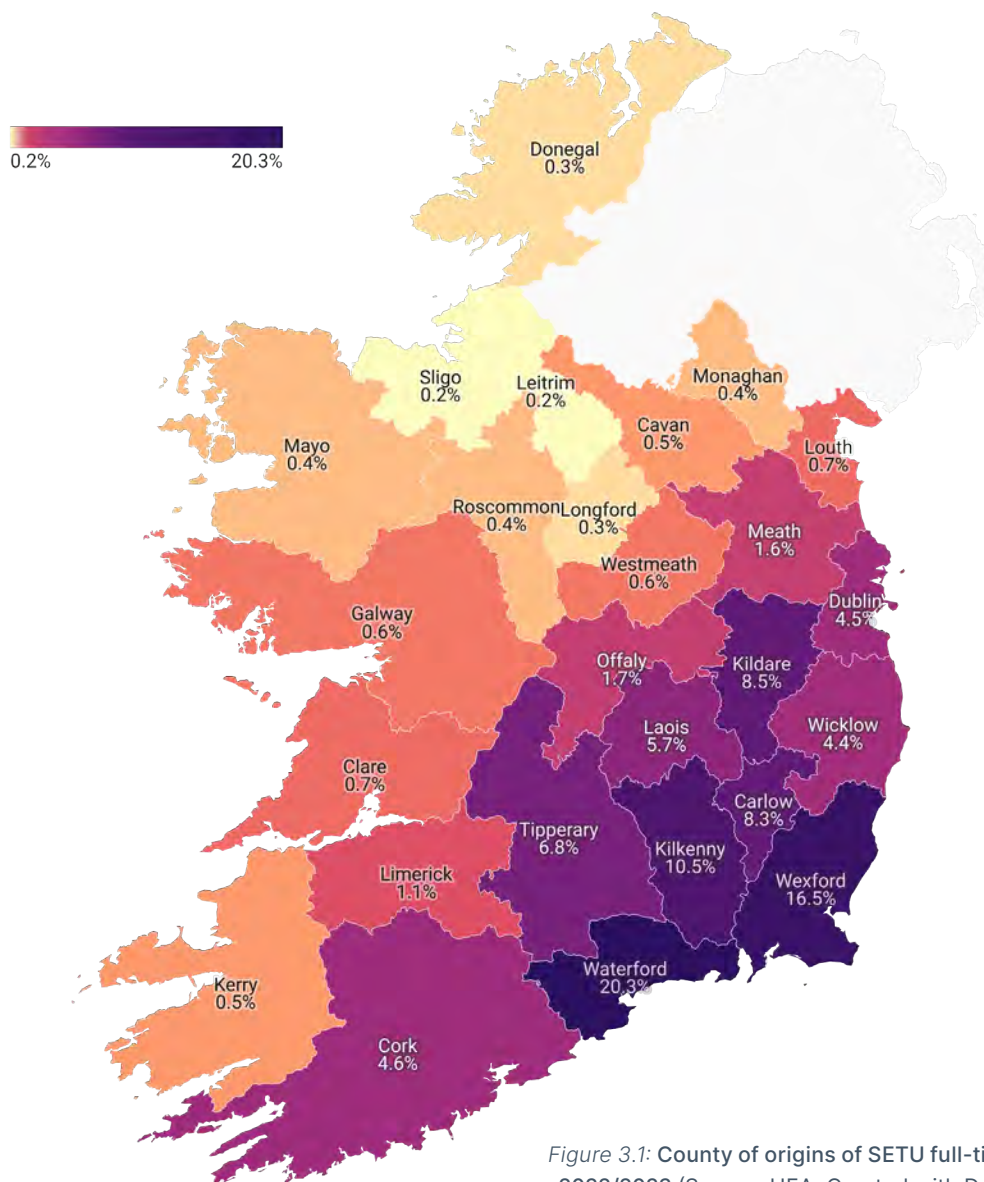 0.2%
20.3%
Donegal
0.3%
Sligo
0.2%
Leitrim
0.2%
Monaghan
0.4%
Cavan
0.5%
Louth
0.7%
Mayo
0.4%
Roscommon
0.4%
Longford
0.3%
Meath
1.6%
Westmeath
0.6%
Dublin
4.5%
Galway
0.6%
Offaly
1.7%
Kildare
8.5%
Laois
5.7%
Wicklow
4.4%
Clare
0.7%
Carlow
8.3%
Tipperary
6.8%
Kilkenny
10.5%
Limerick
1.1%
Wexford
16.5%
Waterford
20.3%
Kerry
0.5%
Cork
4.6%
Figure 3.1: County of origins of SETU full-ti